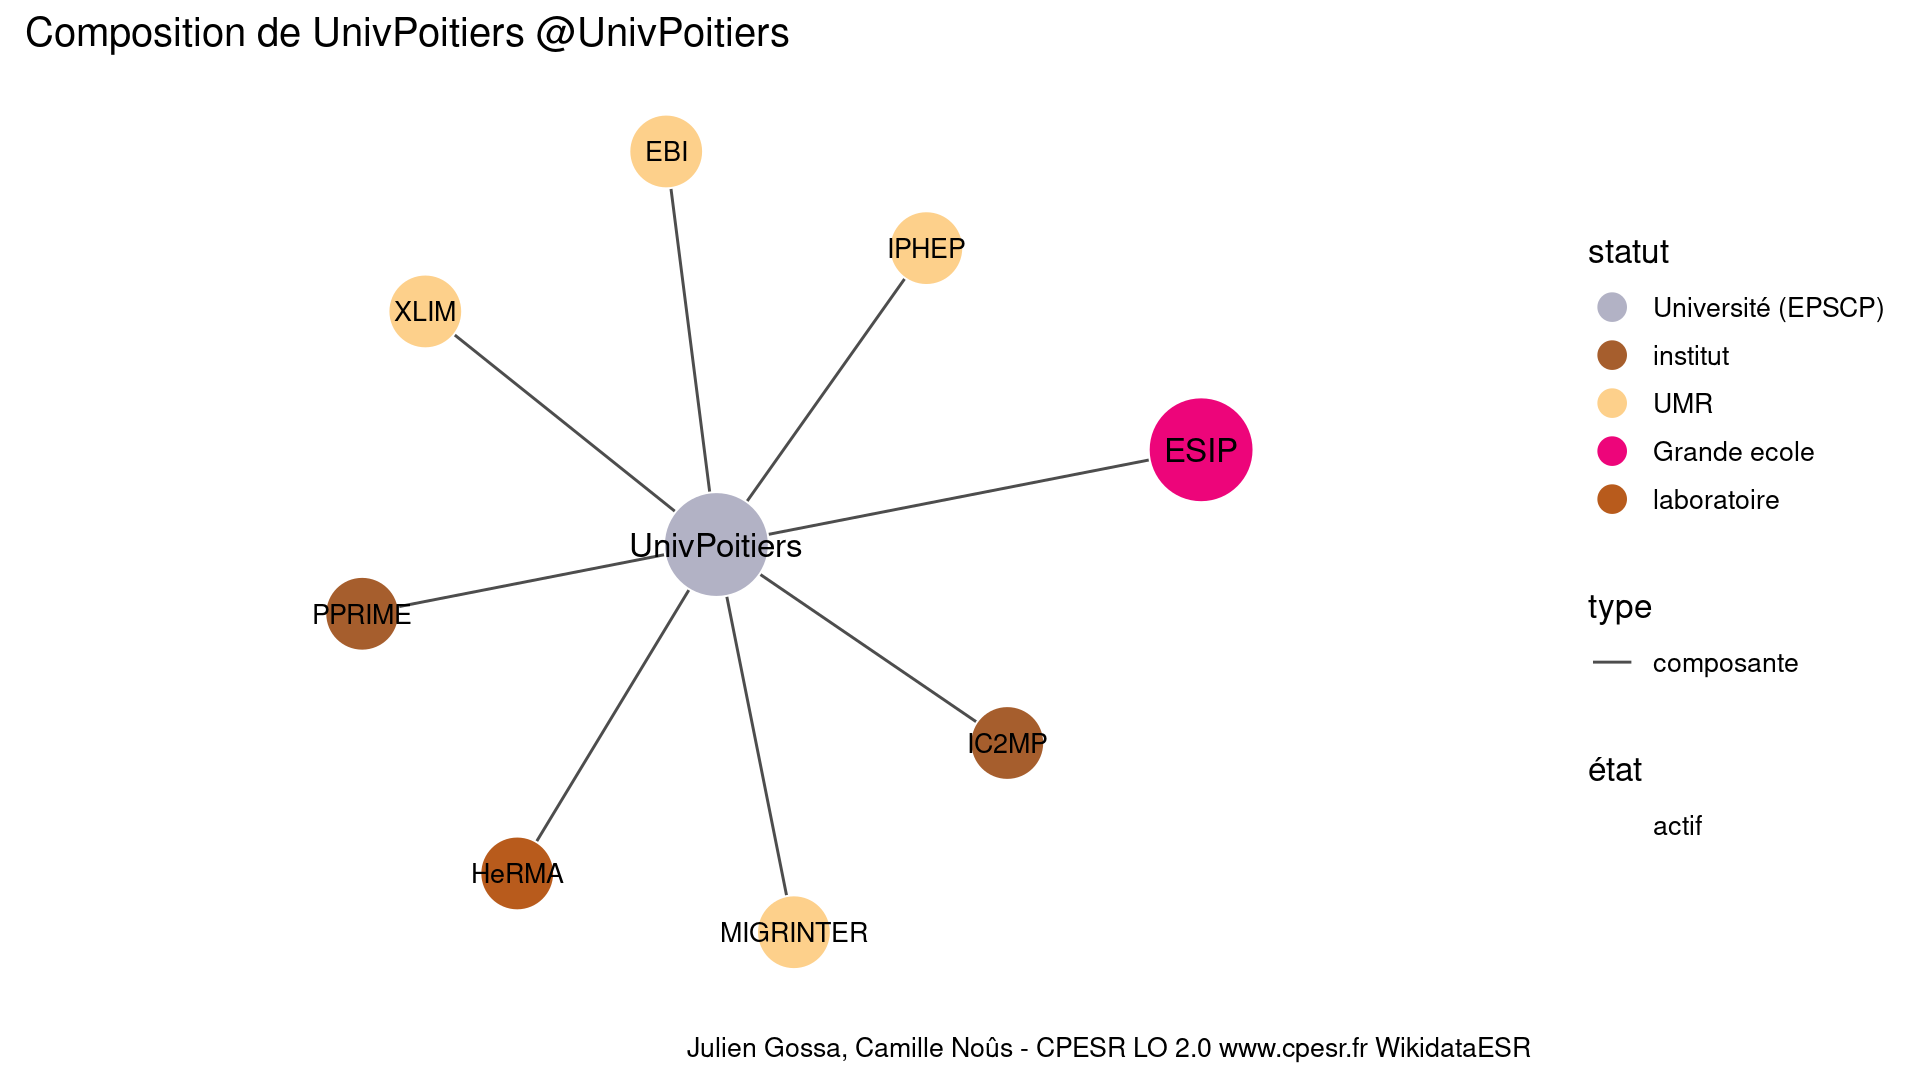 Composition de UnivPoitiers @UnivPoitiers
EBI
IPHEP
XLIM
ESIP
UnivPoitiers
PPRIME
IC2MP
HeRMA
MIGRINTER
statut
Université (EPSCP)
institut
UMR
Grande ecole
laboratoire
type
composante
état
actif
Julien Gossa, Camille Noûs - CPESR LO 2.0 www.cpesr.fr WikidataESR